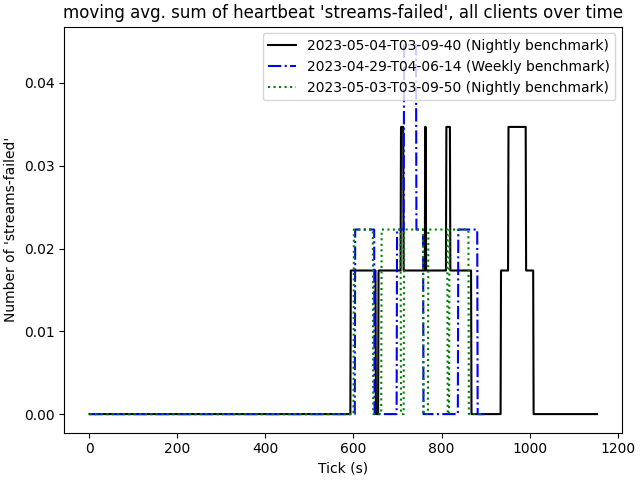 moving avg. sum of heartbeat 'streams-failed', all clients over time
2023-05-04-T03-09-40 (Nightly benchmark)
2023-04-29-T04-06-14 (Weekly benchmark)
2023-05-03-T03-09-50 (Nightly benchmark)
Number of 'streams-failed'
0.04
0.03
0.02
0.01
0.00
0 200 400 600 800 1000 1200
Tick (s)